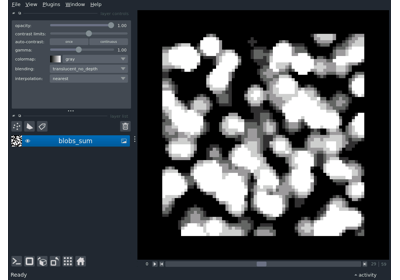 File View Plugins Window Help
opacity: 1.00
contrast limits:
auto-contrast: once continuous
gamma: 1.00
colormap: gray
blending: translucent_no_depth
interpolation: nearest
blobs_sum
Ready
activity